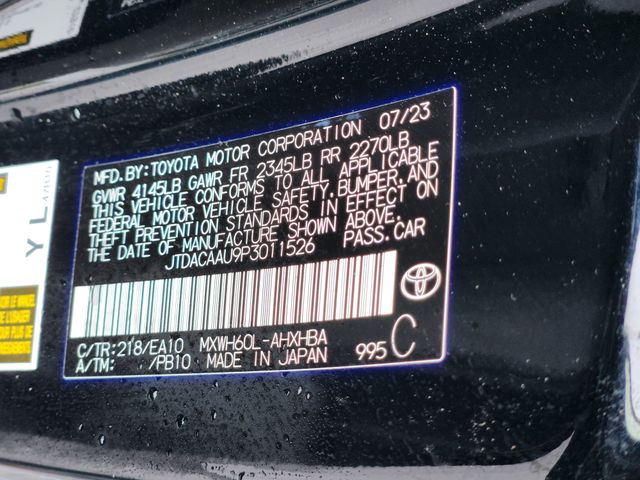 MFD.BY:TOYOTA MOTOR CORPORATION 07/23
GVWR 4145LB GAWR FR 2345LB RR 2270LB
THIS VEHICLE CONFORMS TO ALL APPLICABLE
FEDERAL MOTOR VEHICLE SAFETY,BUMPER,AND
THEFT PREVENTION STANDARDS IN EFFECT ON
THE DATE OF MANUFACTURE SHOWN ABOVE.
JTDACAAU9P3011526 PASS.CAR
C/TR:218/EA10 MXWH60L-AHXHBA
A/TM: /PB10 MADE IN JAPAN 995 C
YL